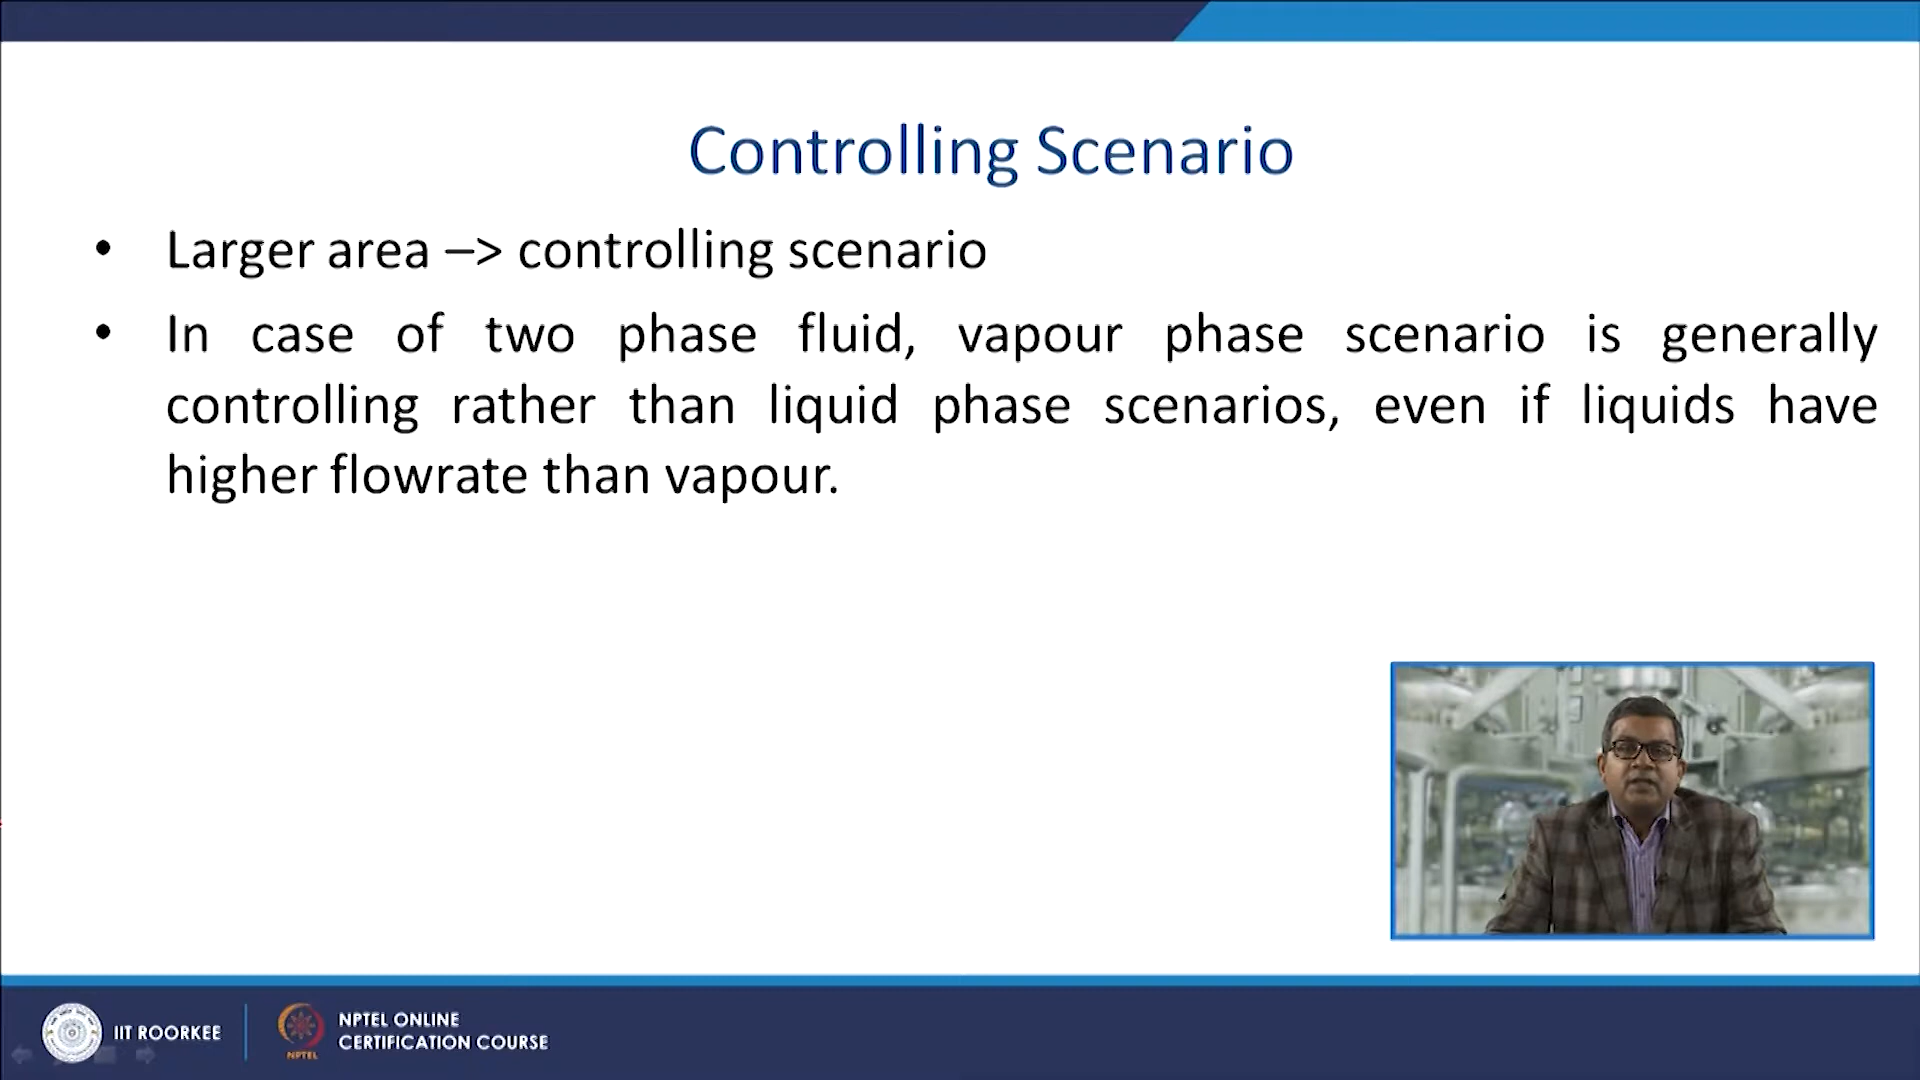 Controlling Scenario
• Larger area –> controlling scenario
• In case of two phase fluid, vapour phase scenario is generally
controlling rather than liquid phase scenarios, even if liquids have
higher flowrate than vapour.
IIT ROORKEE
NPTEL
NPTEL ONLINE
CERTIFICATION COURSE